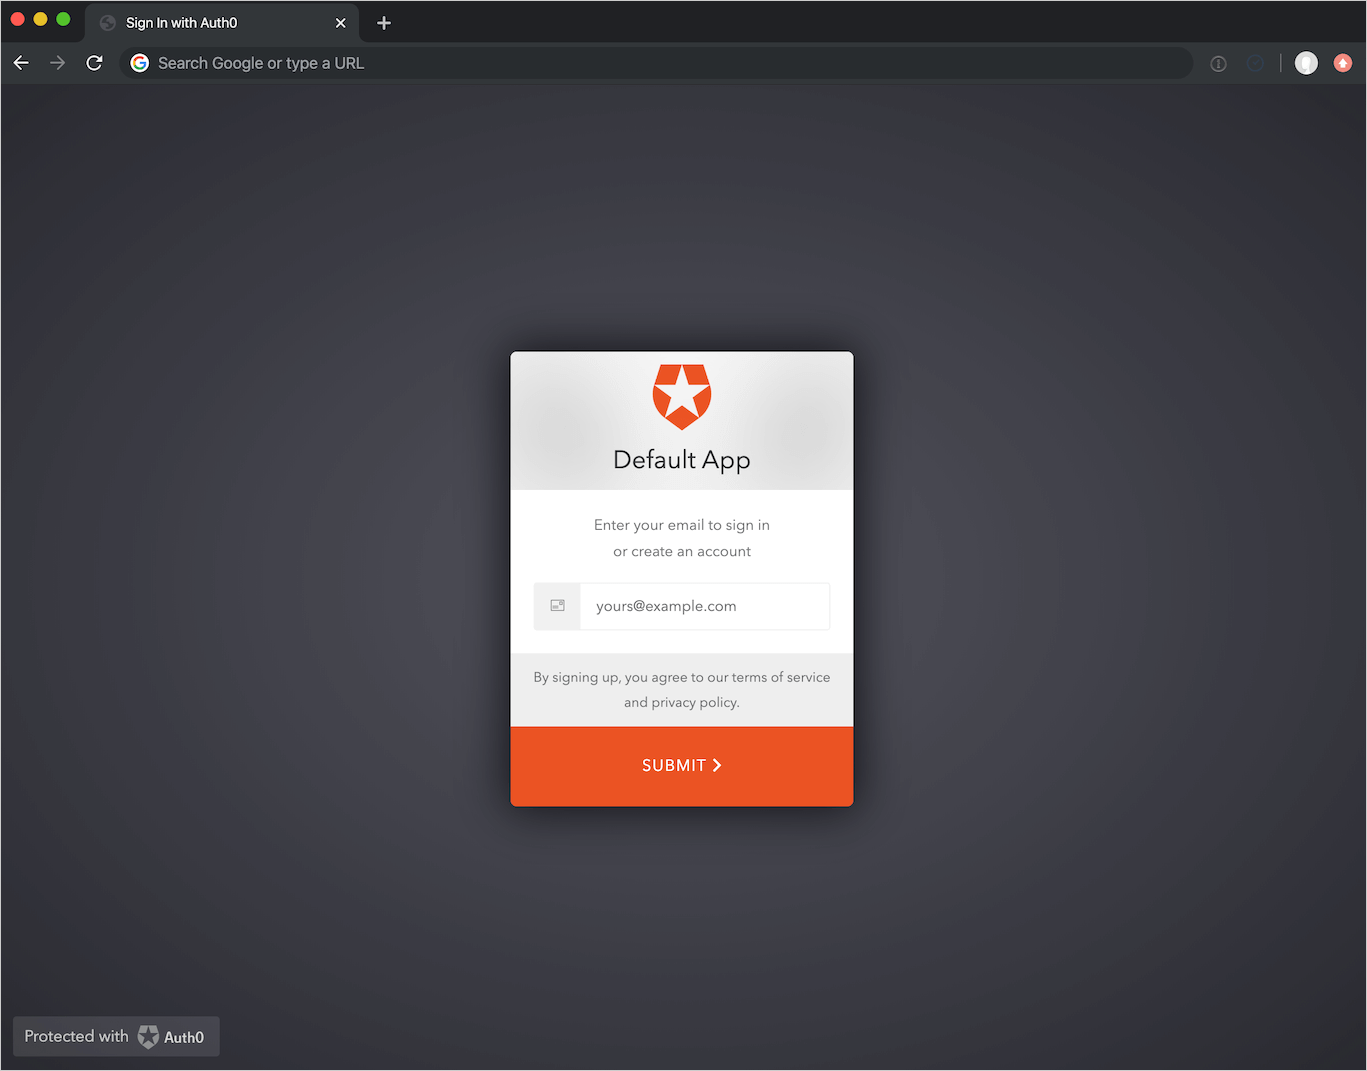 Sign In with Auth0
Search Google or type a URL
Default App
Enter your email to sign in
or create an account
yours@example.com
By signing up, you agree to our terms of service
and privacy policy.
SUBMIT
Protected with Auth0